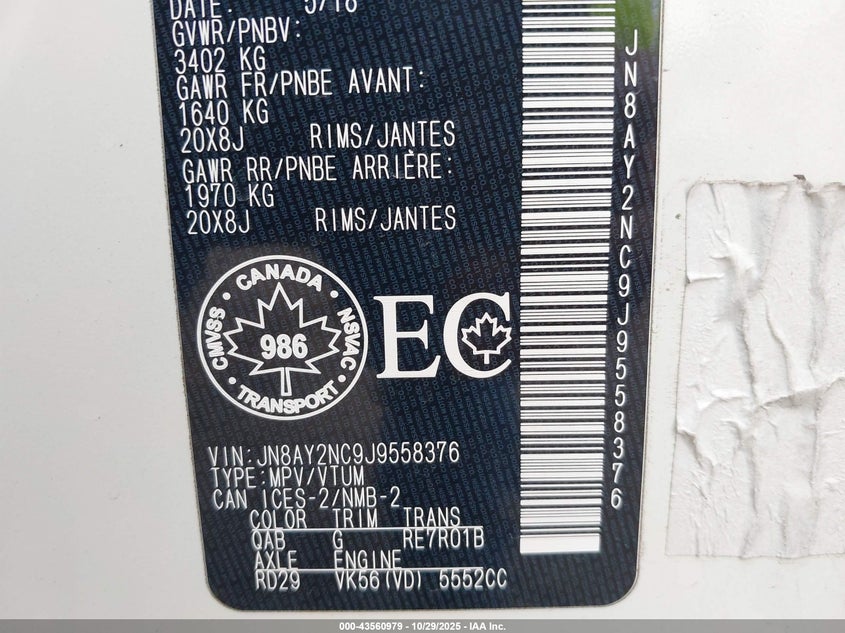 DATE: 5/18
GVWR/PNBV:
3402 KG
GAWR FR/PNBE AVANT:
1640 KG
20X8J RIMS/JANTES
GAWR RR/PNBE ARRIÈRE:
1970 KG
20X8J RIMS/JANTES
CANADA
CMVSS
NSVAC
986
TRANSPORT
EC
VIN:JN8AY2NC9J9558376
TYPE:MPV/VTUM
CAN ICES-2/NMB-2
COLOR TRIM TRANS
QAB G RE7R01B
AXLE ENGINE
RD29 VK56(VD) 5552CC
JN8AY2NC9J9558376
000-43560979 - 10/29/2025 - IAA Inc.